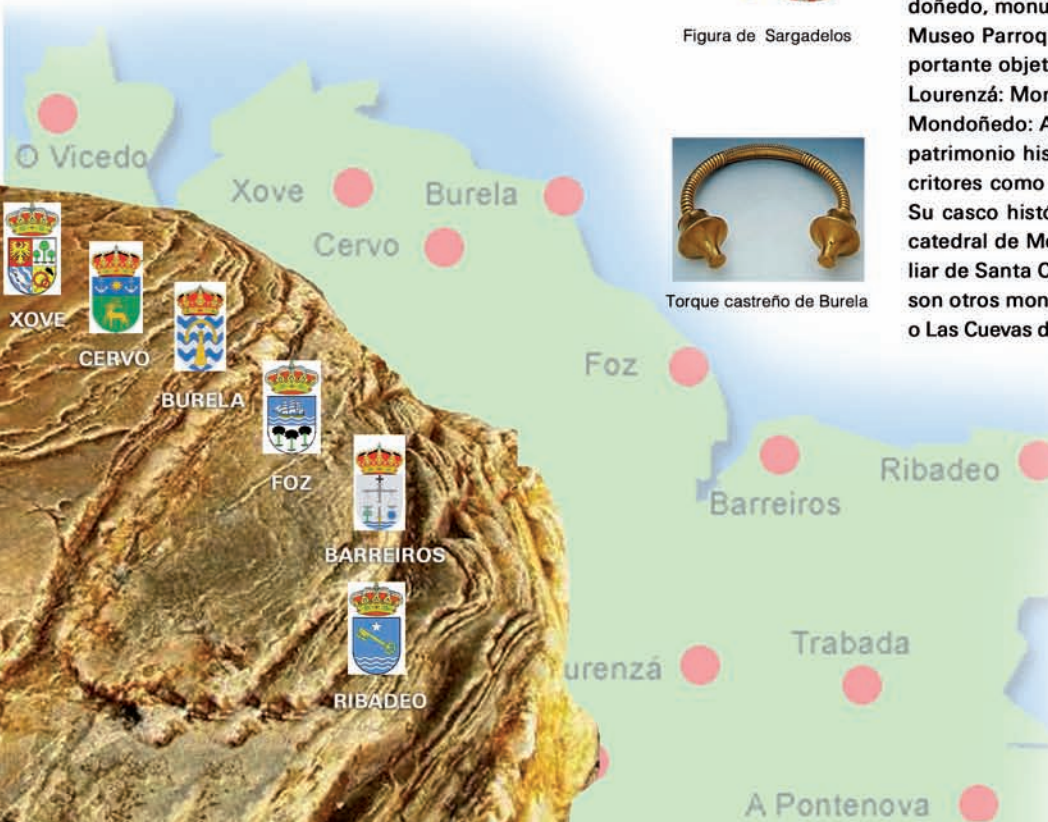 Figura de Sargadelos
Torque castreño de Burela
doñedo, monu
Museo Parroq
portante objet
Lourenzá: Mon
Mondoñedo: A
patrimonio his
critores como
Su casco histó
catedral de Mo
liar de Santa C
son otros mon
o Las Cuevas d
O Vicedo
Xove
Burela
Cervo
Foz
Barreiros
Ribadeo
urenzá
Trabada
A Pontenova
XOVE
CERVO
BURELA
FOZ
BARREIROS
RIBADEO